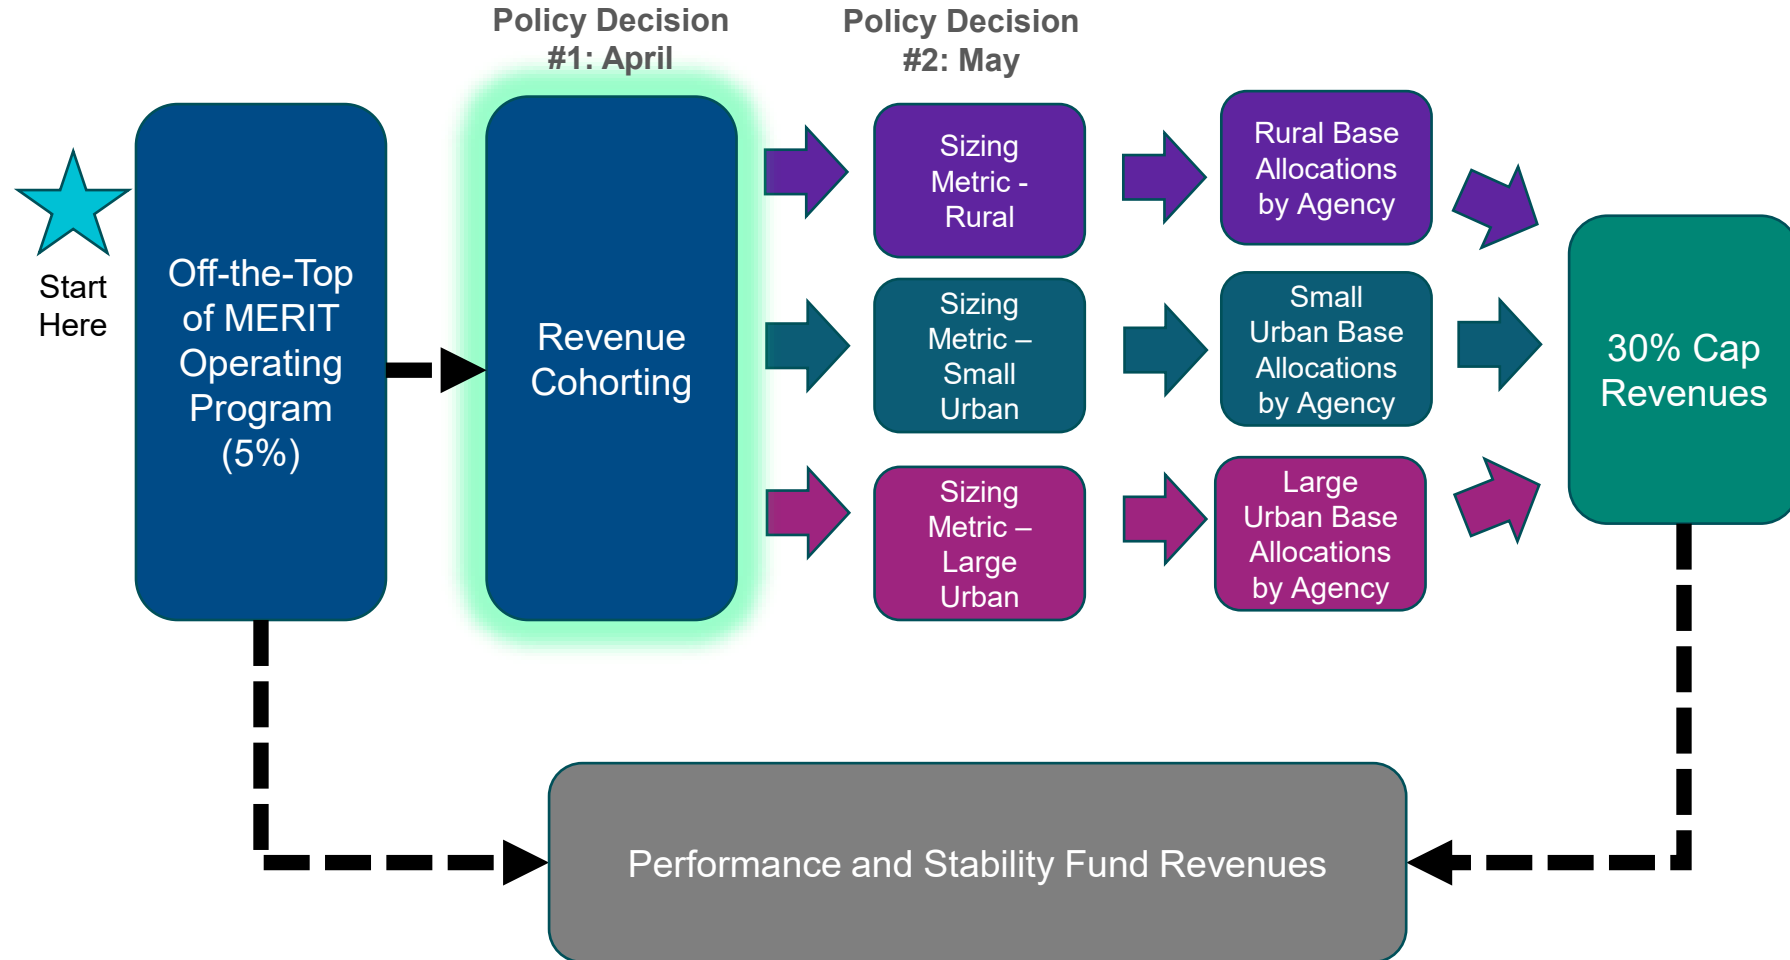 Policy Decision
#1: April
Policy Decision
#2: May
Start
Here
Off-the-Top
of MERIT
Operating
Program
(5%)
Revenue
Cohorting
Sizing
Metric -
Rural
Rural Base
Allocations
by Agency
Sizing
Metric –
Small
Urban
Small
Urban Base
Allocations
by Agency
Sizing
Metric –
Large
Urban
Large
Urban Base
Allocations
by Agency
30% Cap
Revenues
Performance and Stability Fund Revenues